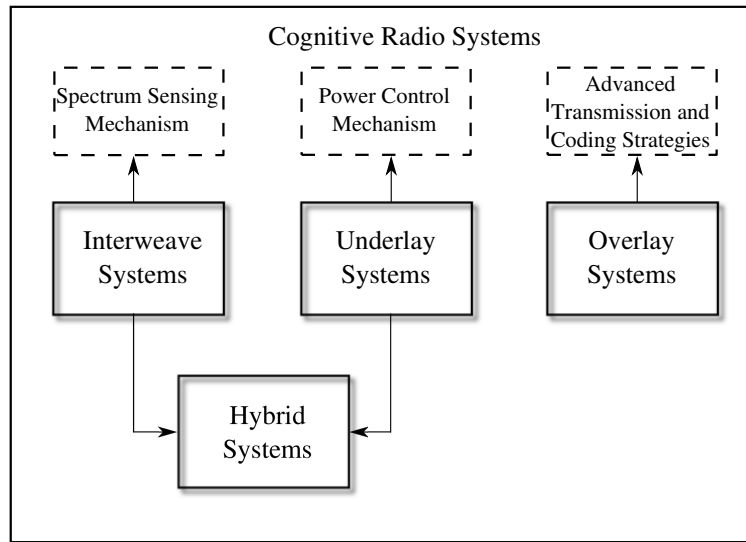 Cognitive Radio Systems
Spectrum Sensing
Mechanism
Power Control
Mechanism
Advanced
Transmission and
Coding Strategies
Interweave
Systems
Underlay
Systems
Overlay
Systems
Hybrid
Systems